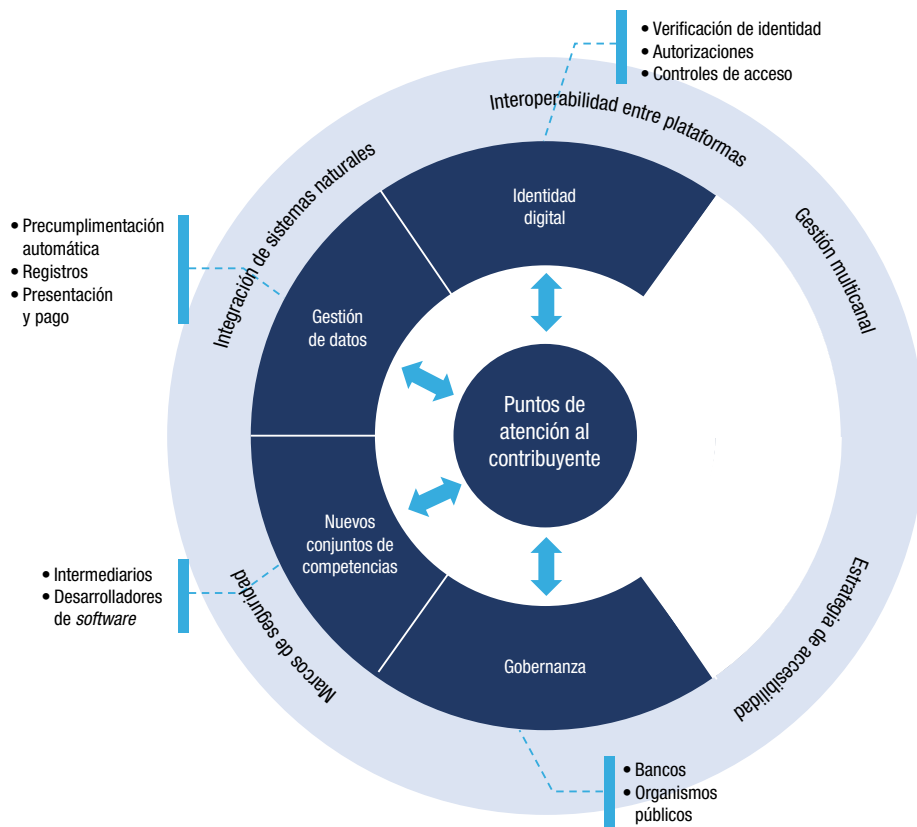 • Verificación de identidad
• Autorizaciones
• Controles de acceso
Interoperabilidad entre plataformas
Integración de sistemas naturales
Gestión multicanal
Identidad
digital
• Precumplimentación
automática
• Registros
• Presentación
y pago
Gestión
de datos
Puntos de
atención al
contribuyente
Nuevos
conjuntos de
competencias
• Intermediarios
• Desarrolladores
de software
Marcos de seguridad
Estrategia de accesibilidad
Gobernanza
• Bancos
• Organismos
públicos